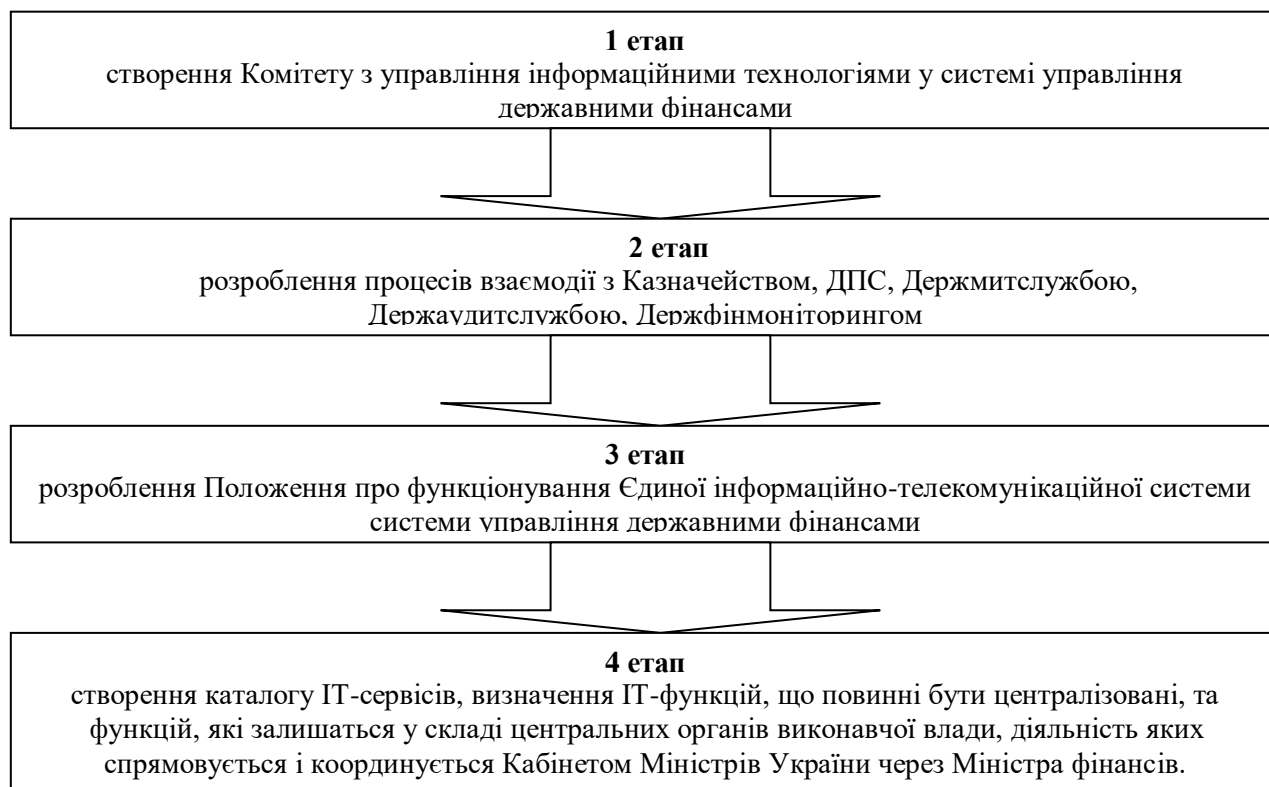 1 етап
створення Комітету з управління інформаційними технологіями у системі управління
державними фінансами
2 етап
розроблення процесів взаємодії з Казначейством, ДПС, Держмитслужбою,
Держаудитслужбою, Держфінмоніторингом
3 етап
розроблення Положення про функціонування Єдиної інформаційно-телекомунікаційної системи
системи управління державними фінансами
4 етап
створення каталогу ІТ-сервісів, визначення ІТ-функцій, що повинні бути централізовані, та
функцій, які залишаться у складі центральних органів виконавчої влади, діяльність яких
спрямовується і координується Кабінетом Міністрів України через Міністра фінансів.